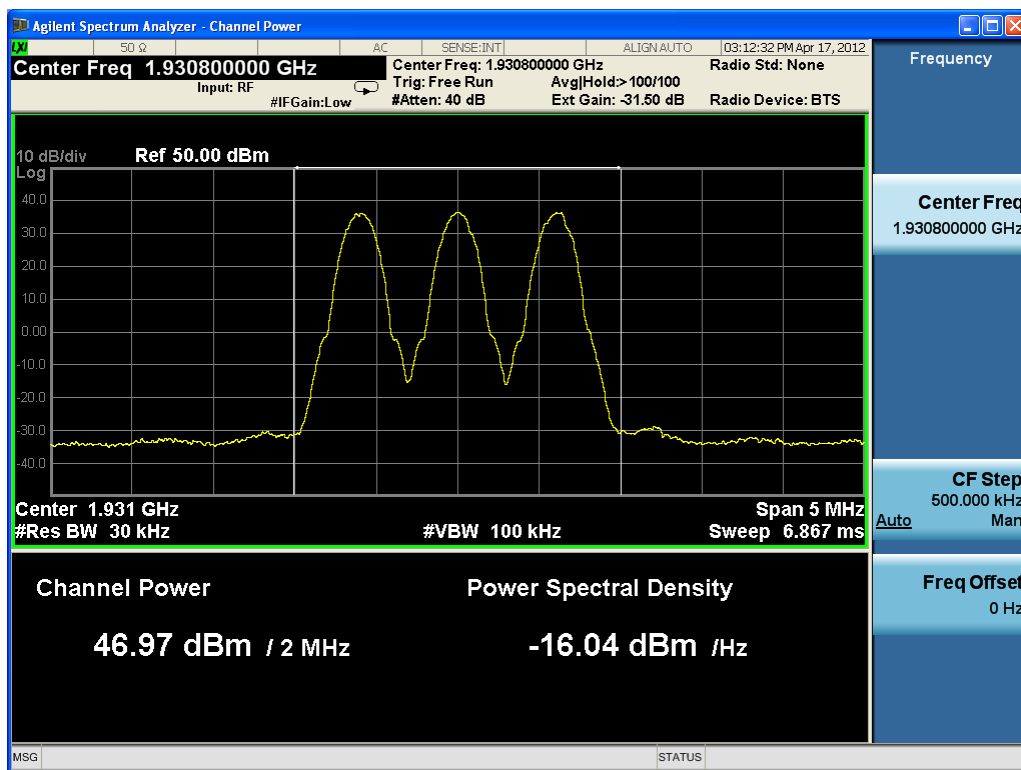 Agilent Spectrum Analyzer - Channel Power
LXI 50 Ω AC SENSE:INT ALIGN AUTO 03:12:32 PM Apr 17, 2012
Center Freq 1.930800000 GHz
Input: RF
#IFGain:Low
Center Freq: 1.930800000 GHz
Trig: Free Run Avg|Hold:>100/100
#Atten: 40 dB Ext Gain: -31.50 dB
Radio Std: None
Radio Device: BTS
10 dB/div Ref 50.00 dBm
Log
40.0
30.0
20.0
10.0
0.00
-10.0
-20.0
-30.0
-40.0
Center 1.931 GHz Span 5 MHz
#Res BW 30 kHz #VBW 100 kHz Sweep 6.867 ms
Channel Power Power Spectral Density
46.97 dBm / 2 MHz -16.04 dBm /Hz
Frequency
Center Freq
1.930800000 GHz
CF Step
500.000 kHz
Auto Man
Freq Offset
0 Hz
MSG STATUS